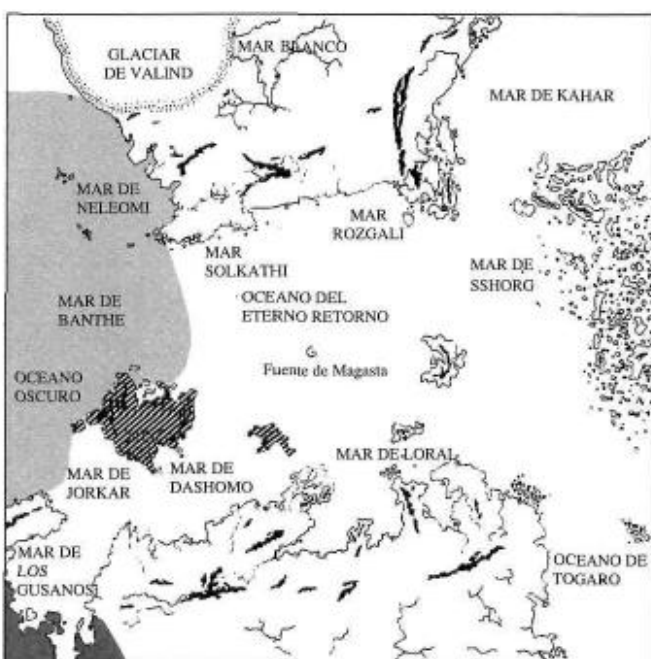 GLACIAR
DE VALIND
MAR BLANCO
MAR DE KAHAR
MAR DE
NELEOMI
MAR
ROZGALI
MAR
SOLKATHI
MAR DE
SSHORG
OCEANO DEL
ETERNO RETORNO
MAR DE
BANTHE
Fuente de Magasta
OCEANO
OSCURO
MAR DE LORAL
MAR DE
JORKAR
MAR DE
DASHOMO
MAR DE
LOS
GUSANOS
OCEANO DE
TOGARO